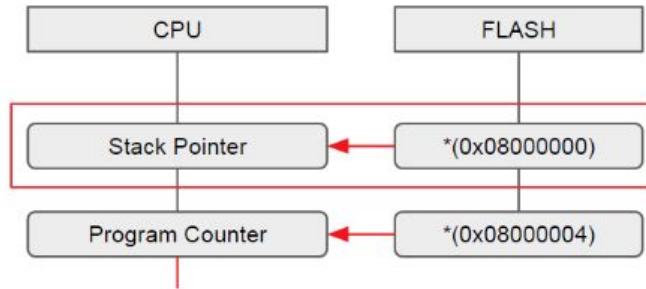 CPU
FLASH
Stack Pointer
*(0x08000000)
Program Counter
*(0x08000004)